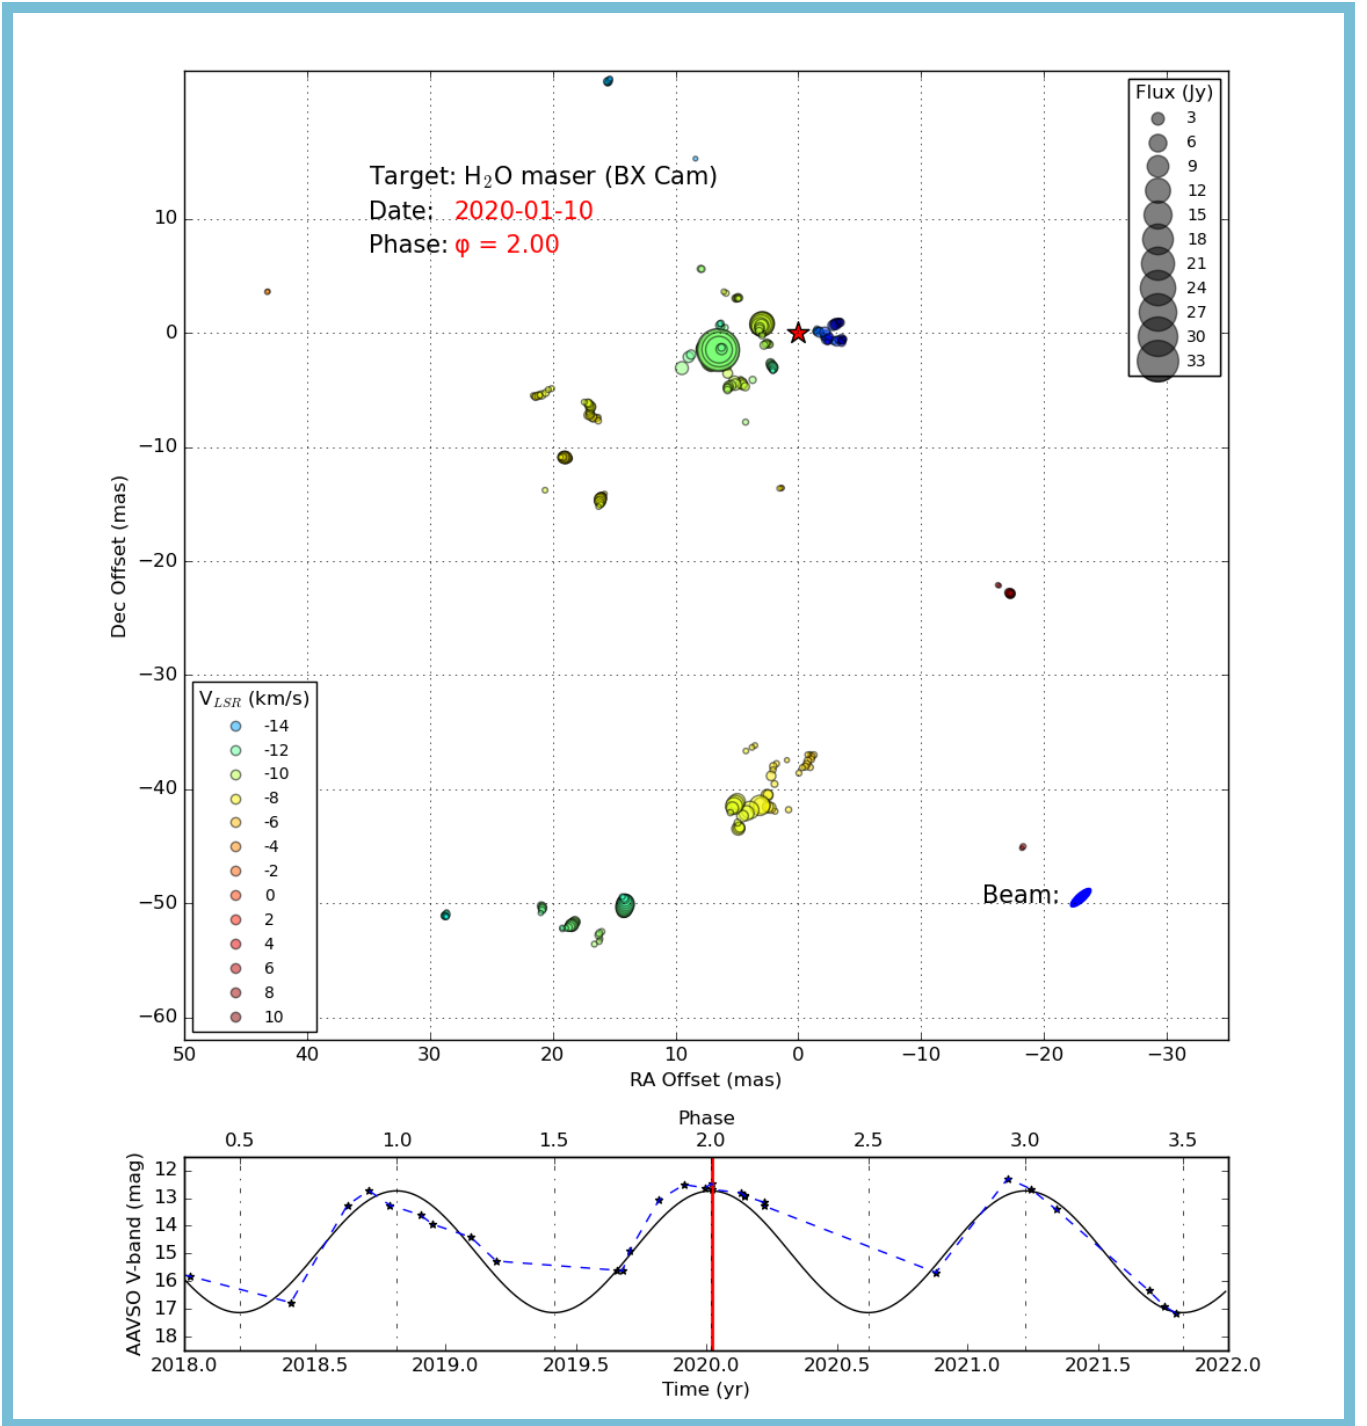 Flux (Jy)
3
6
9
12
15
18
21
24
27
30
33
Target: H₂O maser (BX Cam)
Date: 2020-01-10
Phase: φ = 2.00
10
0
−10
−20
−30
−40
−50
−60
Dec Offset (mas)
V_LSR (km/s)
-14
-12
-10
-8
-6
-4
-2
0
2
4
6
8
10
Beam:
50 40 30 20 10 0 −10 −20 −30
RA Offset (mas)
Phase
0.5 1.0 1.5 2.0 2.5 3.0 3.5
12
13
14
15
16
17
18
AAVSO V-band (mag)
2018.0 2018.5 2019.0 2019.5 2020.0 2020.5 2021.0 2021.5 2022.0
Time (yr)